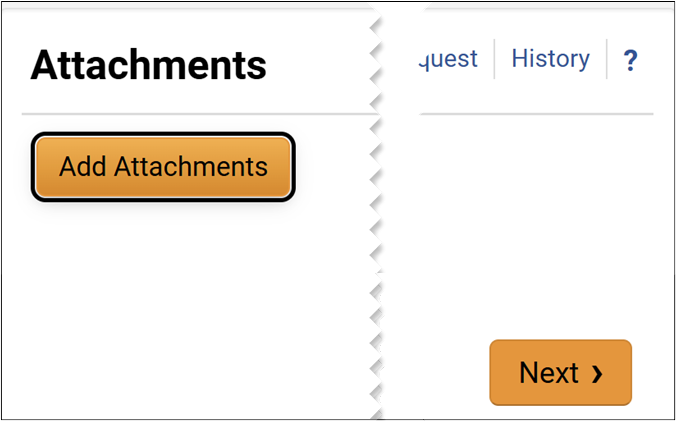 Attachments
History
?
Add Attachments
Next ›